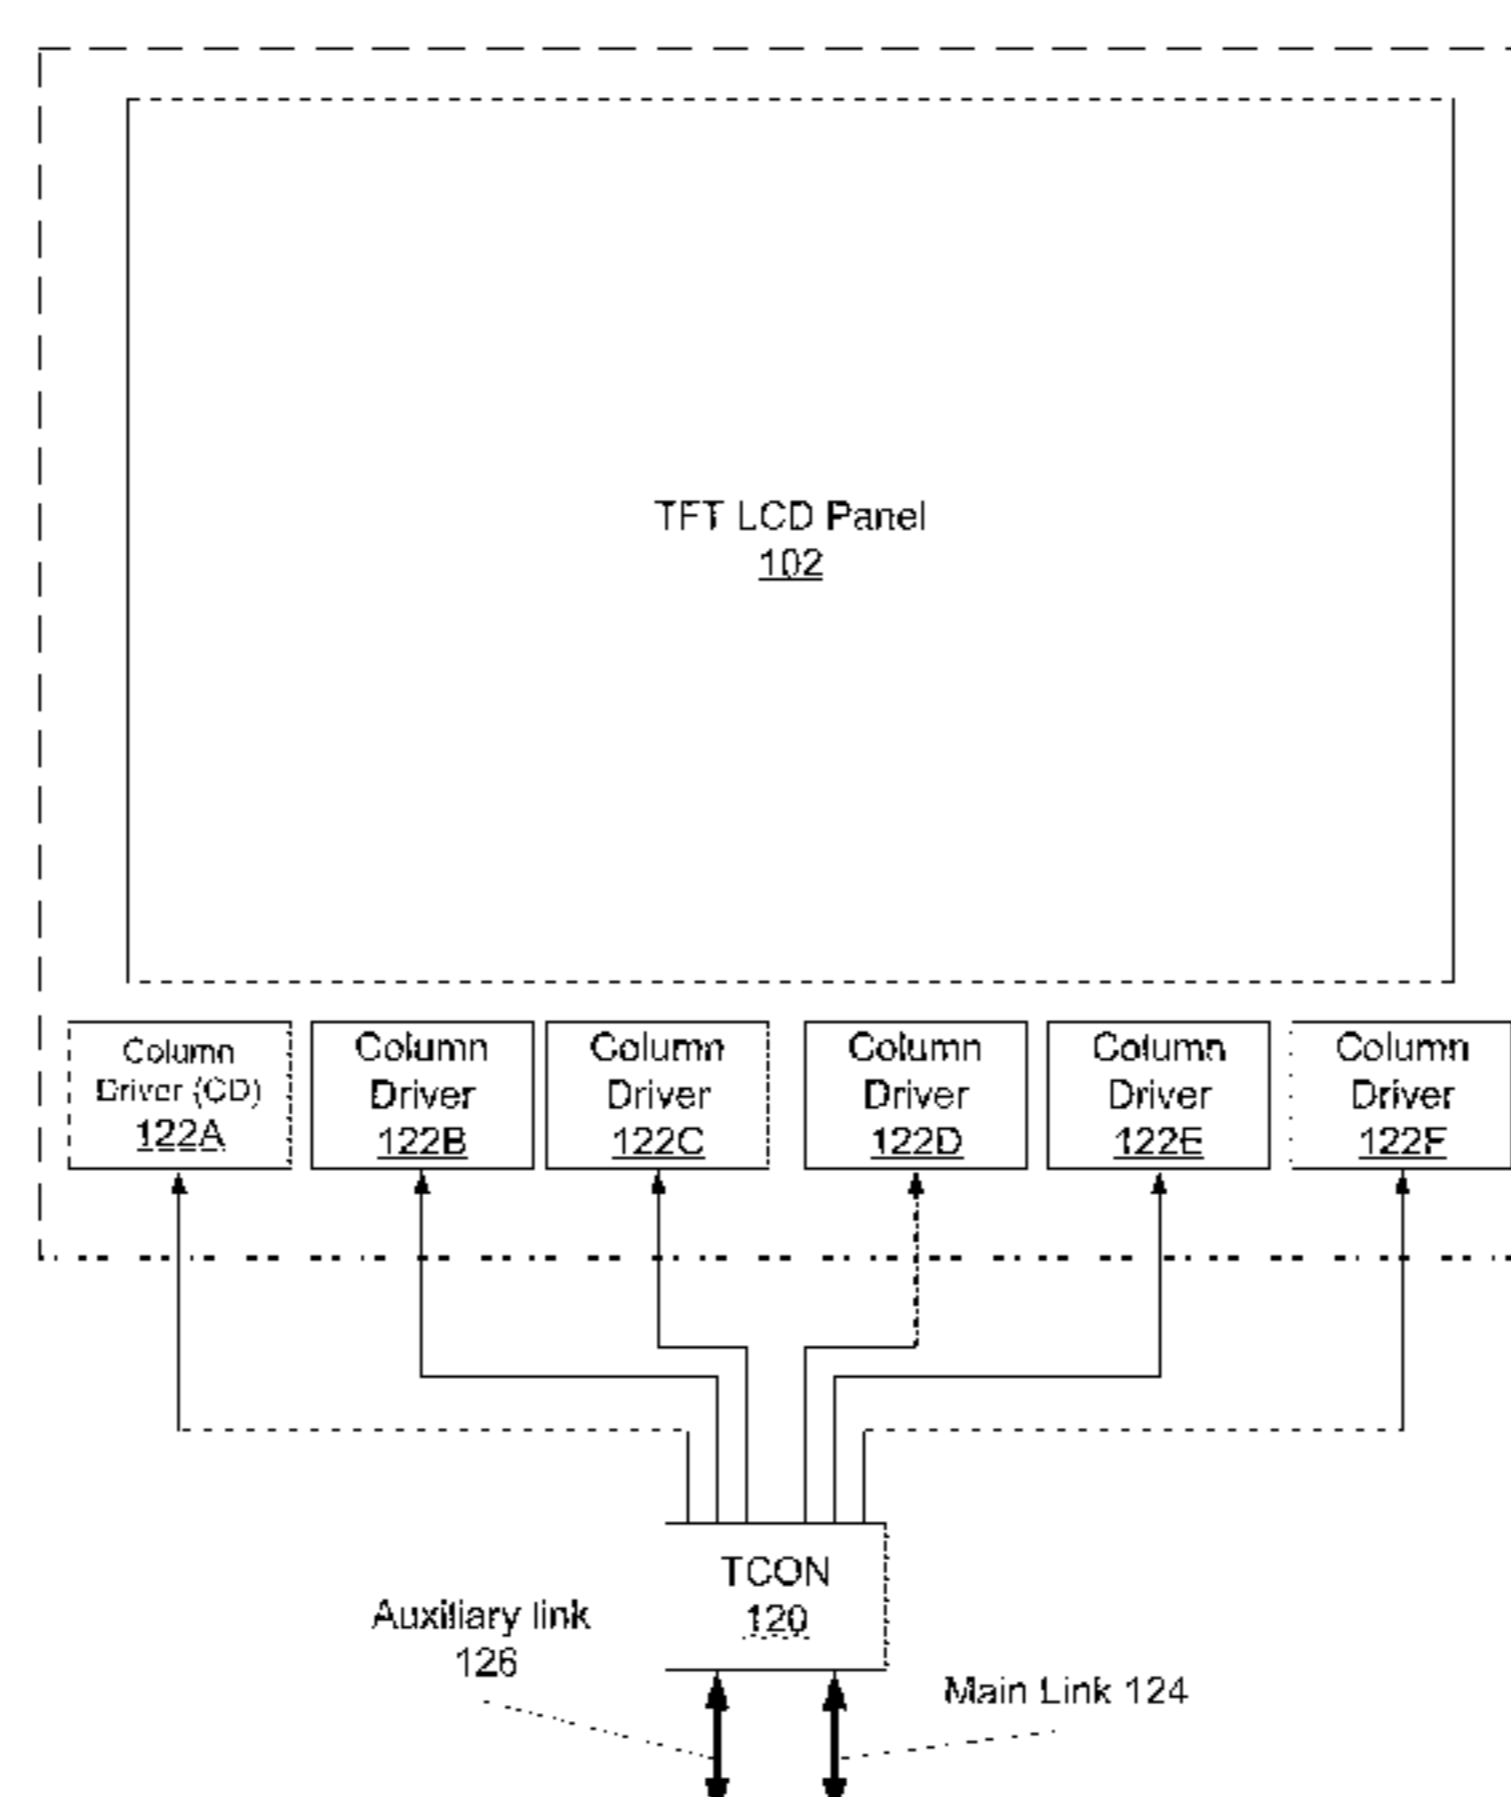 TFT LCD Panel
102
Column
Driver (CD)
122A
Column
Driver
122B
Column
Driver
122C
Column
Driver
122D
Column
Driver
122E
Column
Driver
122F
TCON
120
Auxiliary link
126
Main Link 124